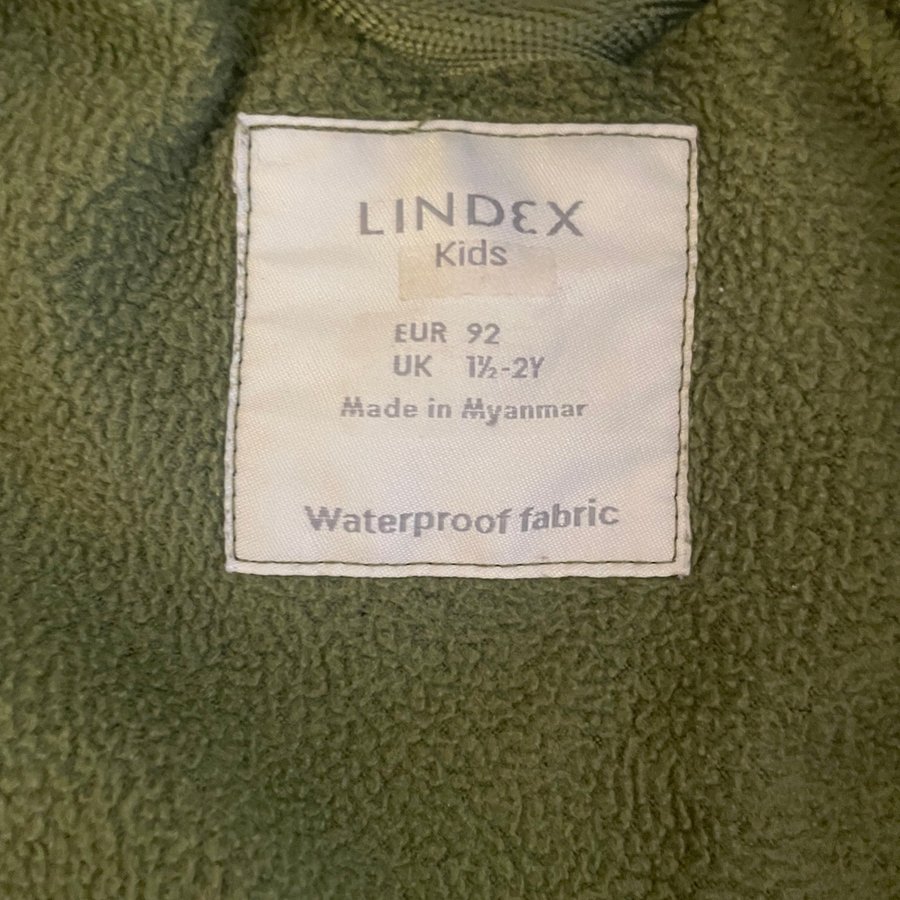 LINDEX
Kids
EUR 92
UK 1½-2Y
Made in Myanmar
Waterproof fabric